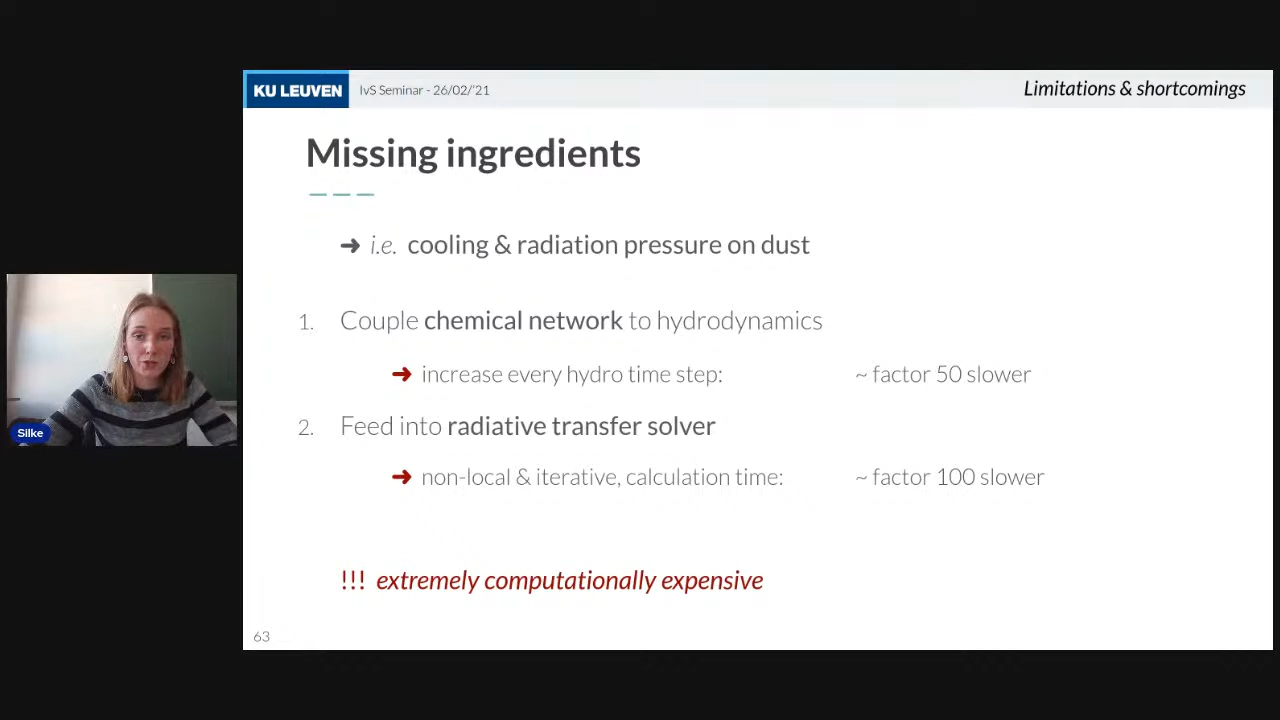 KU LEUVEN IvS Seminar - 26/02/'21 Limitations & shortcomings
Missing ingredients
➜ i.e. cooling & radiation pressure on dust
1. Couple chemical network to hydrodynamics
➜ increase every hydro time step: ~ factor 50 slower
2. Feed into radiative transfer solver
➜ non-local & iterative, calculation time: ~ factor 100 slower
!!! extremely computationally expensive
63
Silke